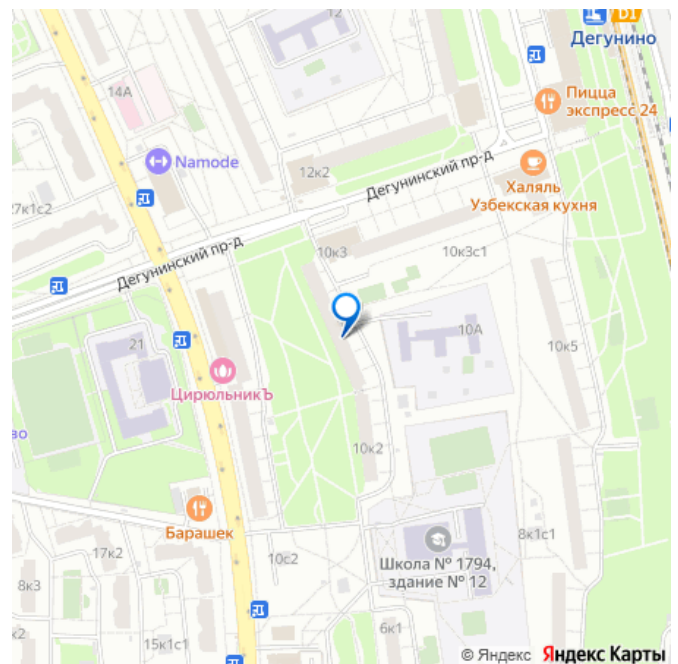 12
D1
Дегунино
14А
Пицца
экспресс 24
Namode
12к2
Дегунинский пр-д
Халяль
Узбекская кухня
27к1с2
10к3
10к3с1
Дегунинский пр-д
21
10А
10к5
ЦирюльникЪ
во
10к2
Барашек
17к2
10с2
8к1с1
Школа № 1794,
здание № 12
8к3
к2
15к1с1
6к1
© Яндекс Яндекс Карты